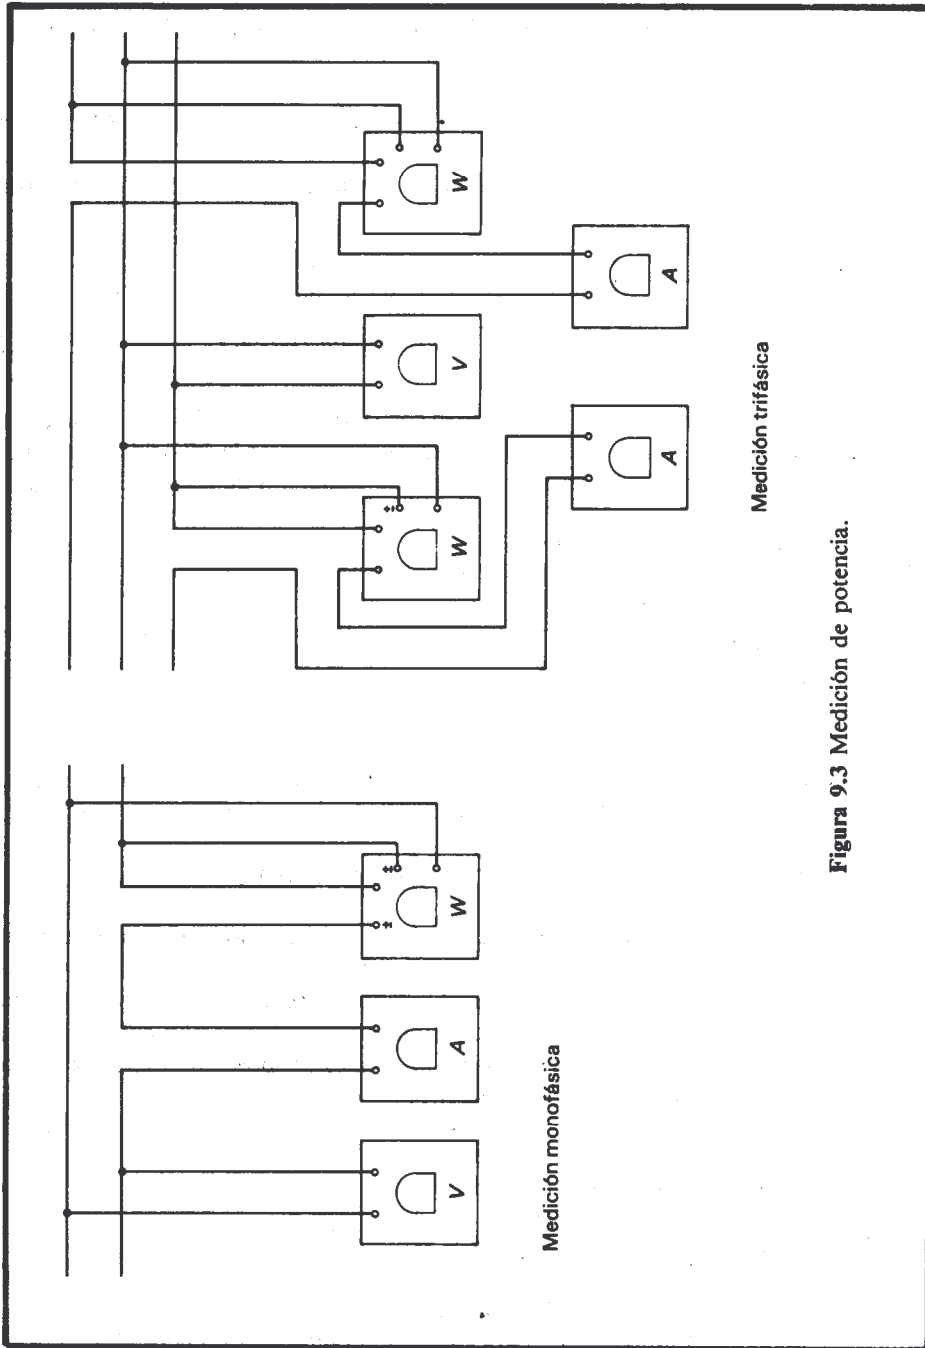 V
A
W
±
±
Medición monofásica
W
±
V
W
A
A
Medición trifásica
Figura 9.3 Medición de potencia.